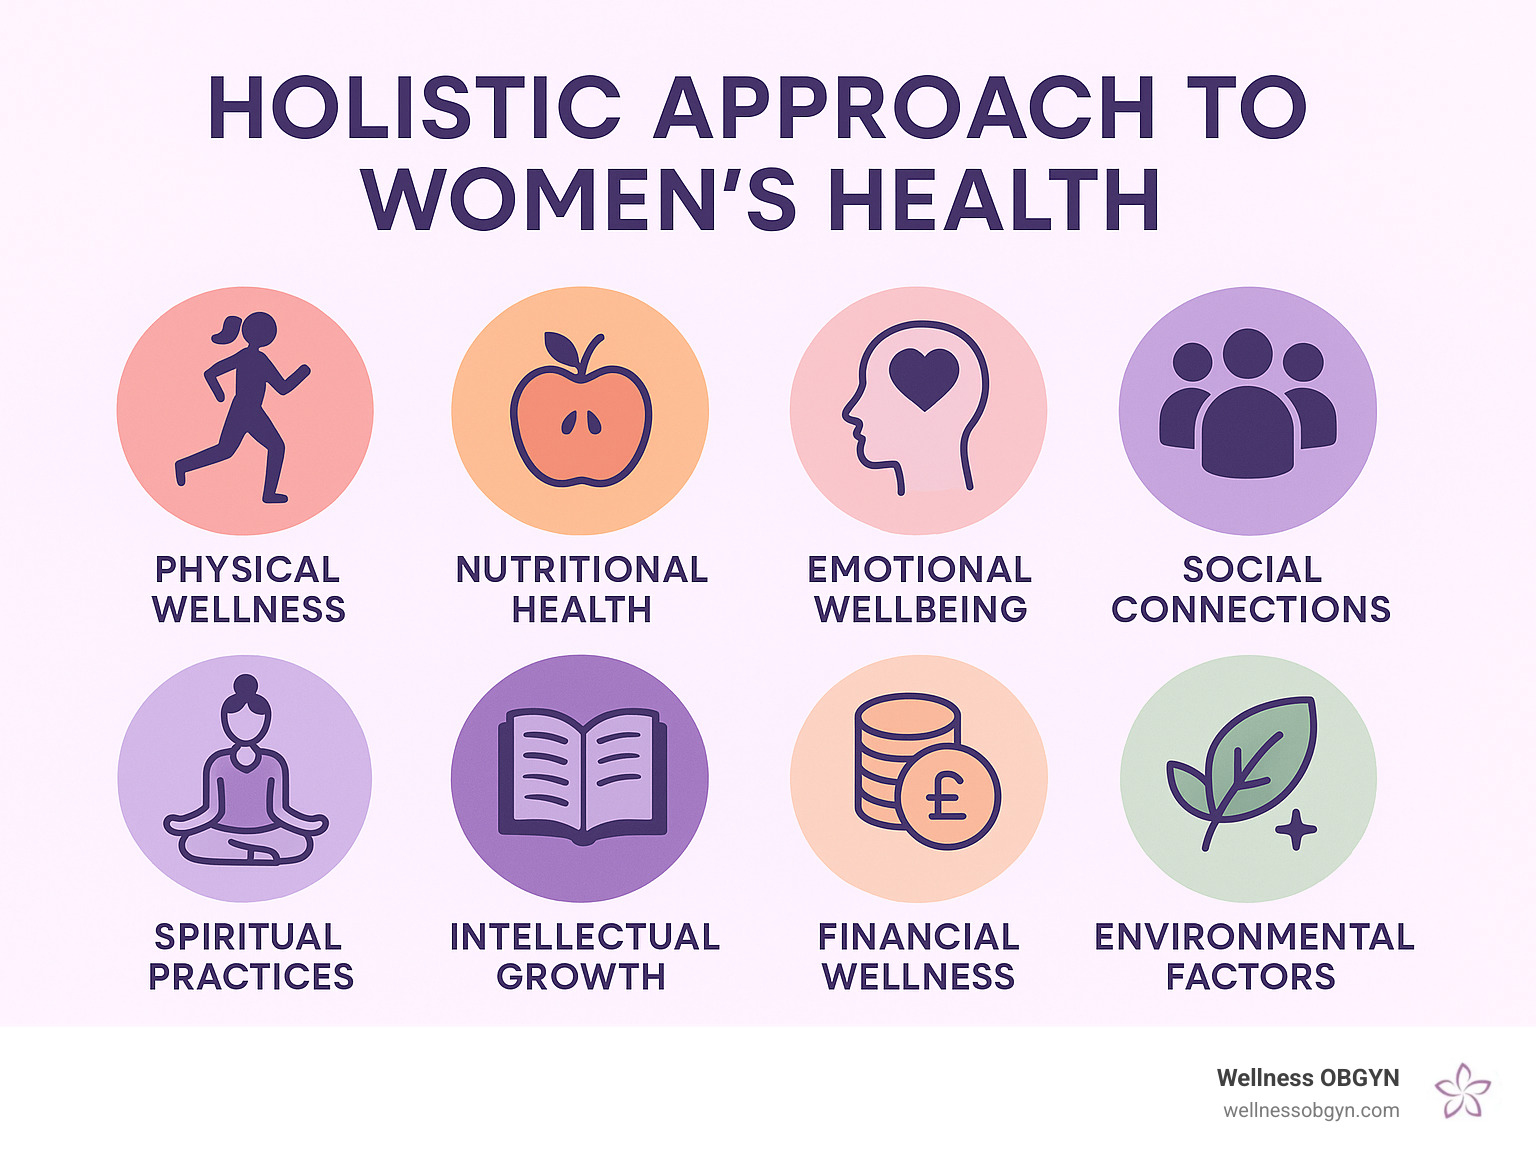 HOLISTIC APPROACH TO
WOMEN’S HEALTH
PHYSICAL
WELLNESS
NUTRITIONAL
HEALTH
EMOTIONAL
WELLBEING
SOCIAL
CONNECTIONS
SPIRITUAL
PRACTICES
INTELLECTUAL
GROWTH
£
FINANCIAL
WELLNESS
ENVIRONMENTAL
FACTORS
Wellness OBGYN
wellnessobgyn.com